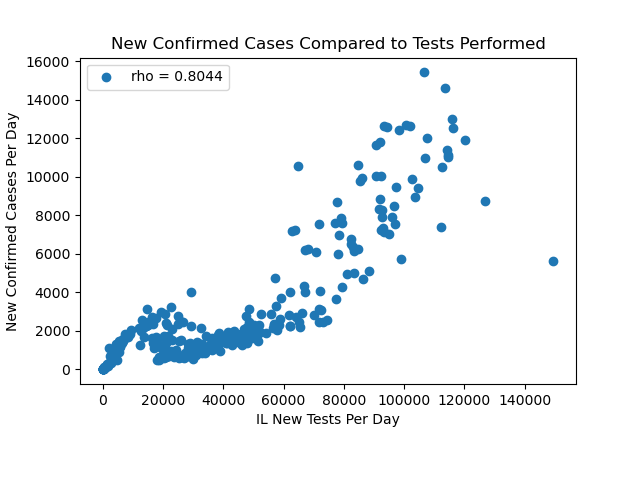 New Confirmed Cases Compared to Tests Performed
rho = 0.8044
16000
14000
12000
10000
8000
6000
4000
2000
0
New Confirmed Caeses Per Day
0 20000 40000 60000 80000 100000 120000 140000
IL New Tests Per Day